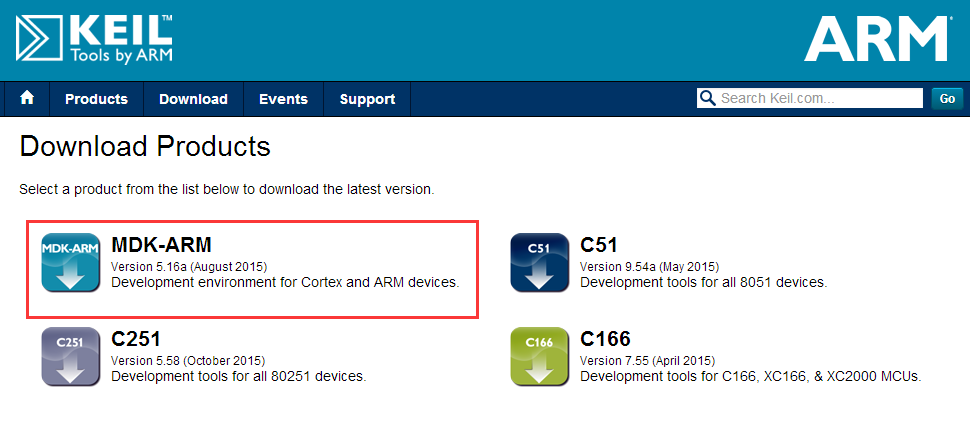 KEIL™
Tools by ARM
ARM®
Products Download Events Support Search Keil.com... Go
Download Products
Select a product from the list below to download the latest version.
MDK-ARM
MDK-ARM
Version 5.16a (August 2015)
Development environment for Cortex and ARM devices.
C51
C51
Version 9.54a (May 2015)
Development tools for all 8051 devices.
C251
C251
Version 5.58 (October 2015)
Development tools for all 80251 devices.
C166
C166
Version 7.55 (April 2015)
Development tools for C166, XC166, & XC2000 MCUs.